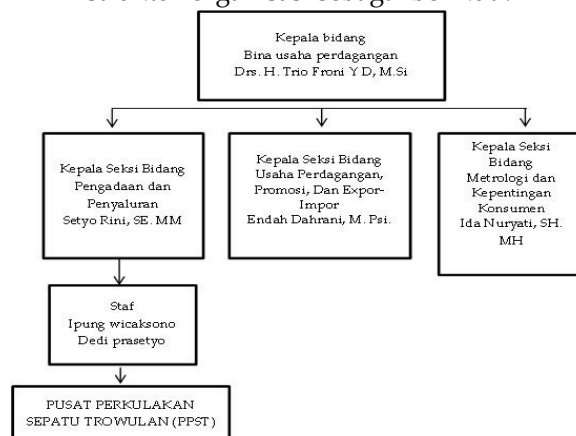 Kepala bidang
Bina usaha perdagangan
Drs. H. Trio Froni Y D, M.Si
Kepala Seksi Bidang
Pengadaan dan
Penyaluran
Setyo Rini, SE. MM
Kepala Seksi Bidang
Usaha Perdagangan,
Promosi, Dan Expor-
Impor
Endah Dahrani, M. Psi.
Kepala Seksi
Bidang
Metrologi dan
Kepentingan
Konsumen
Ida Nuryati, SH.
MH
Staf
Ipung wicaksono
Dedi prasetyo
PUSAT PERKULAKAN
SEPATU TROWULAN (PPST)